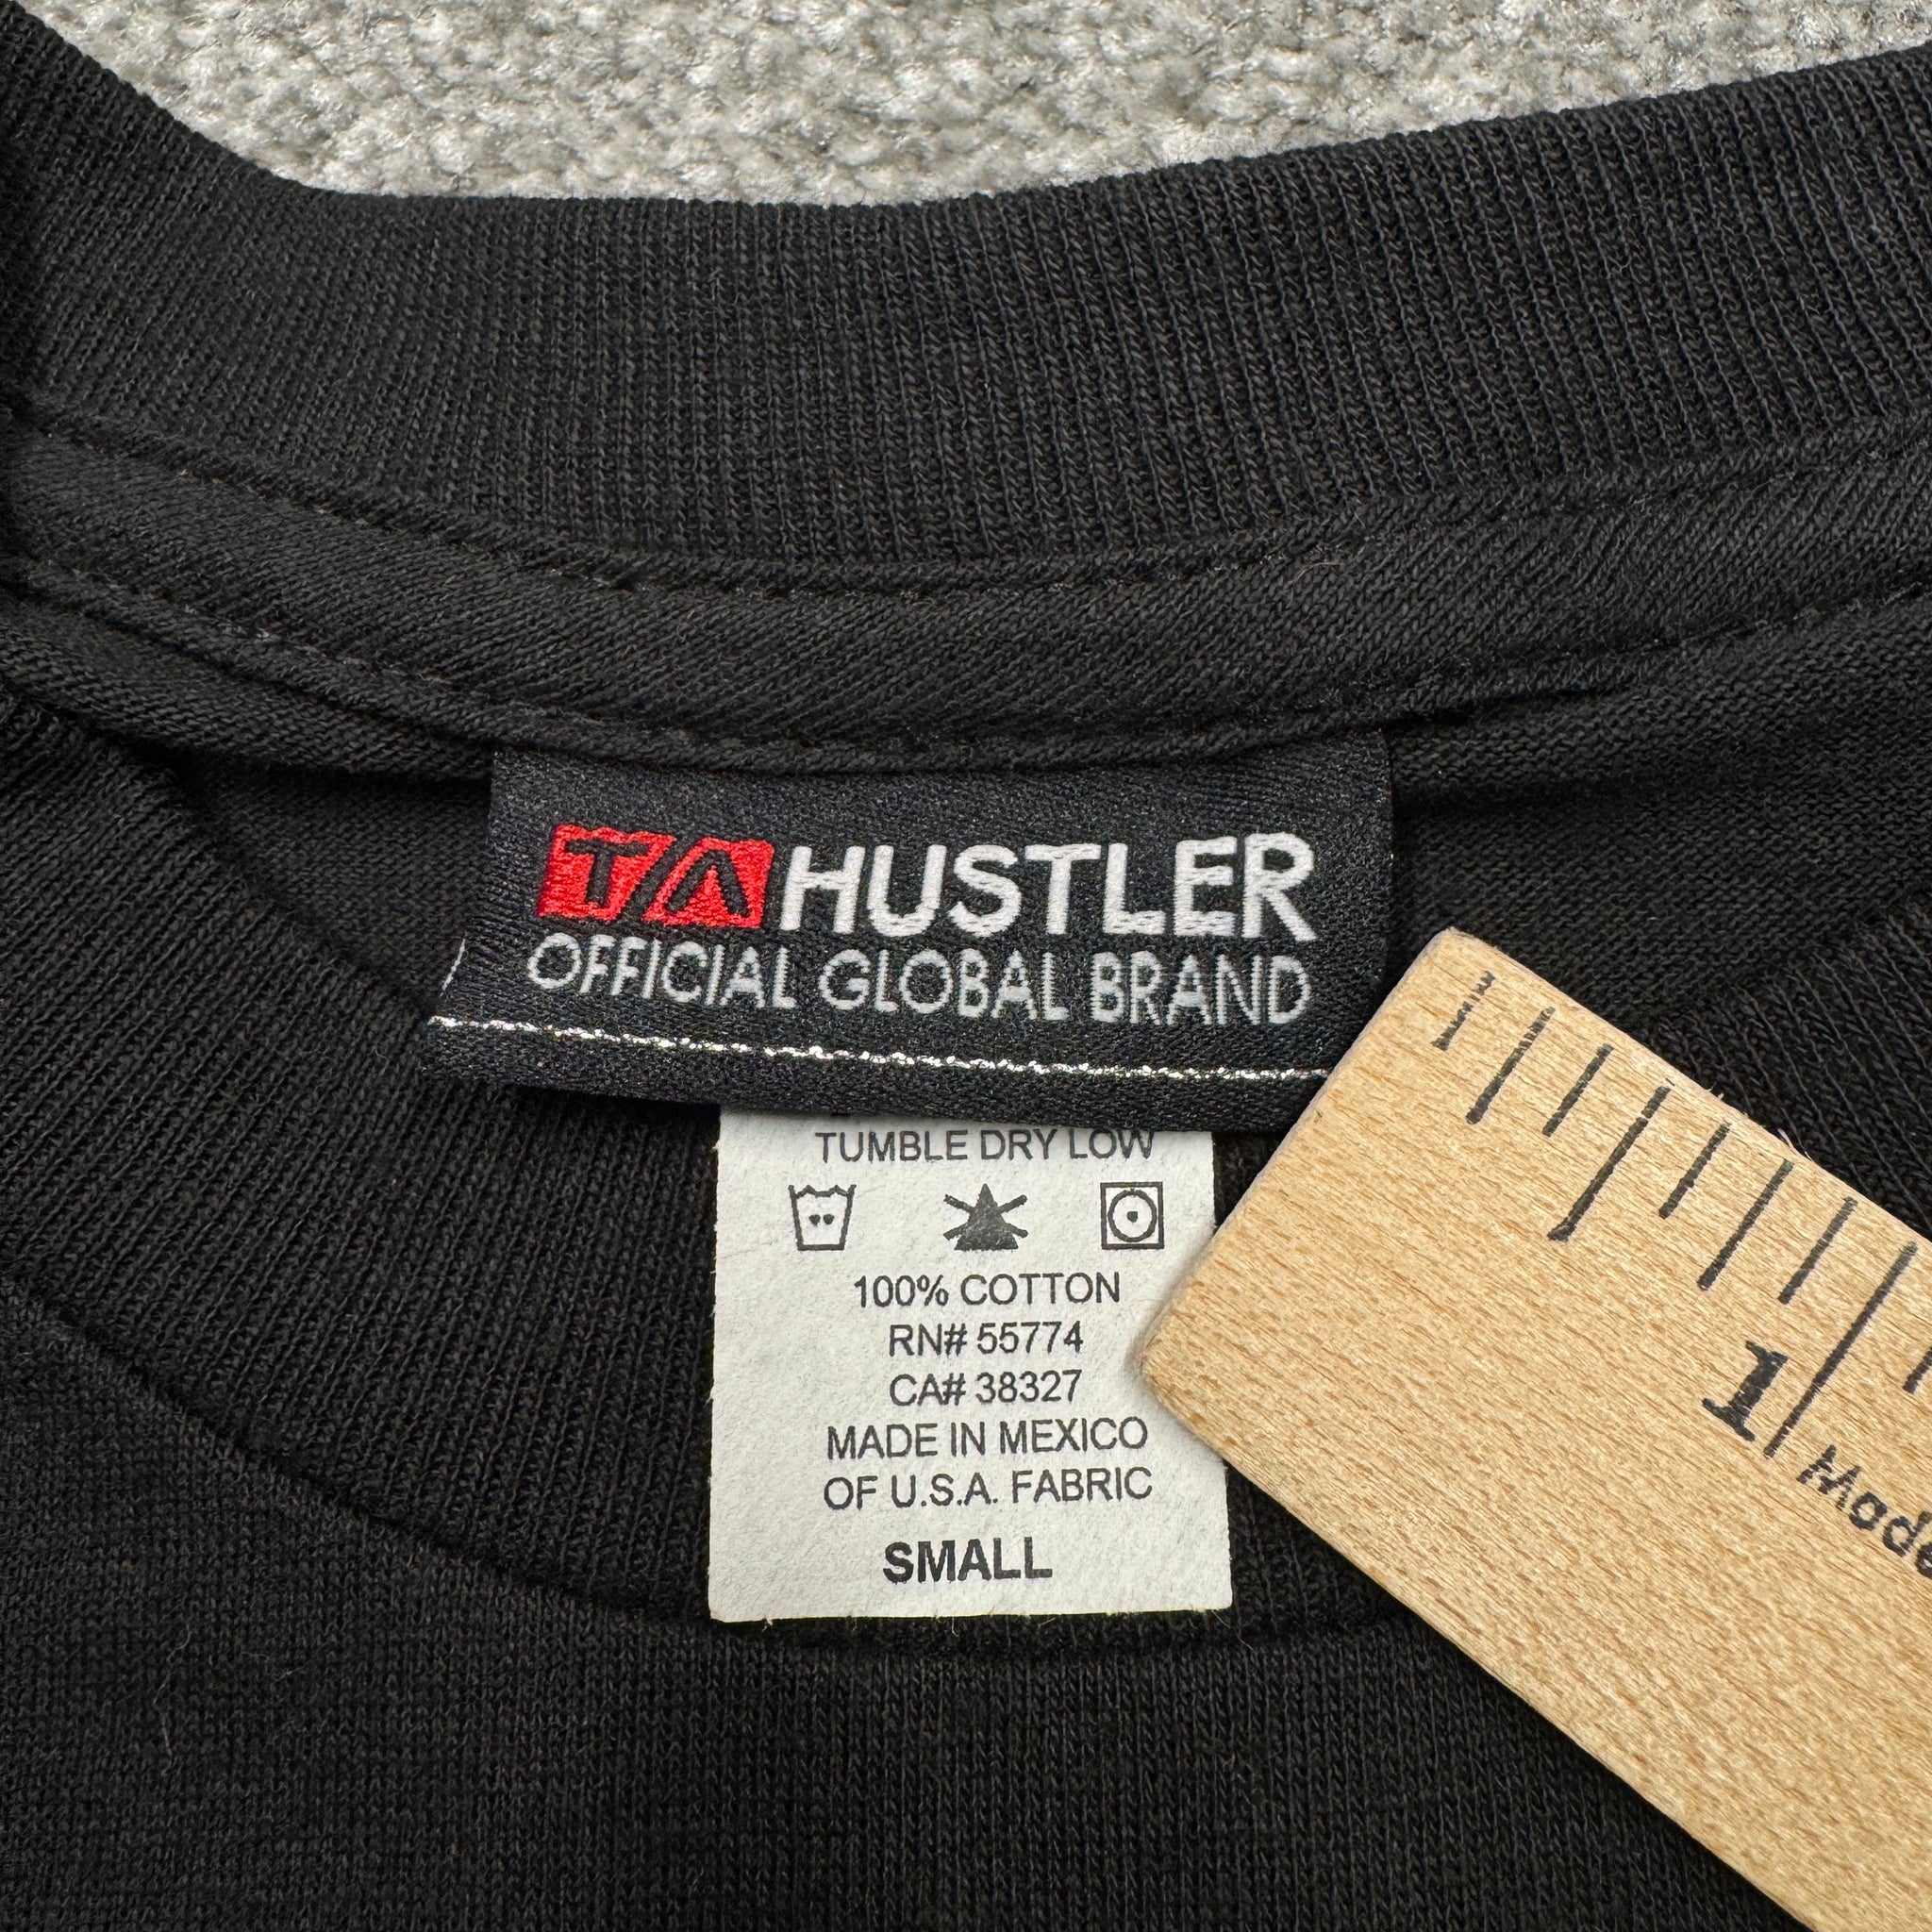 TA HUSTLER
OFFICIAL GLOBAL BRAND
TUMBLE DRY LOW
100% COTTON
RN# 55774
CA# 38327
MADE IN MEXICO
OF U.S.A. FABRIC
SMALL
1